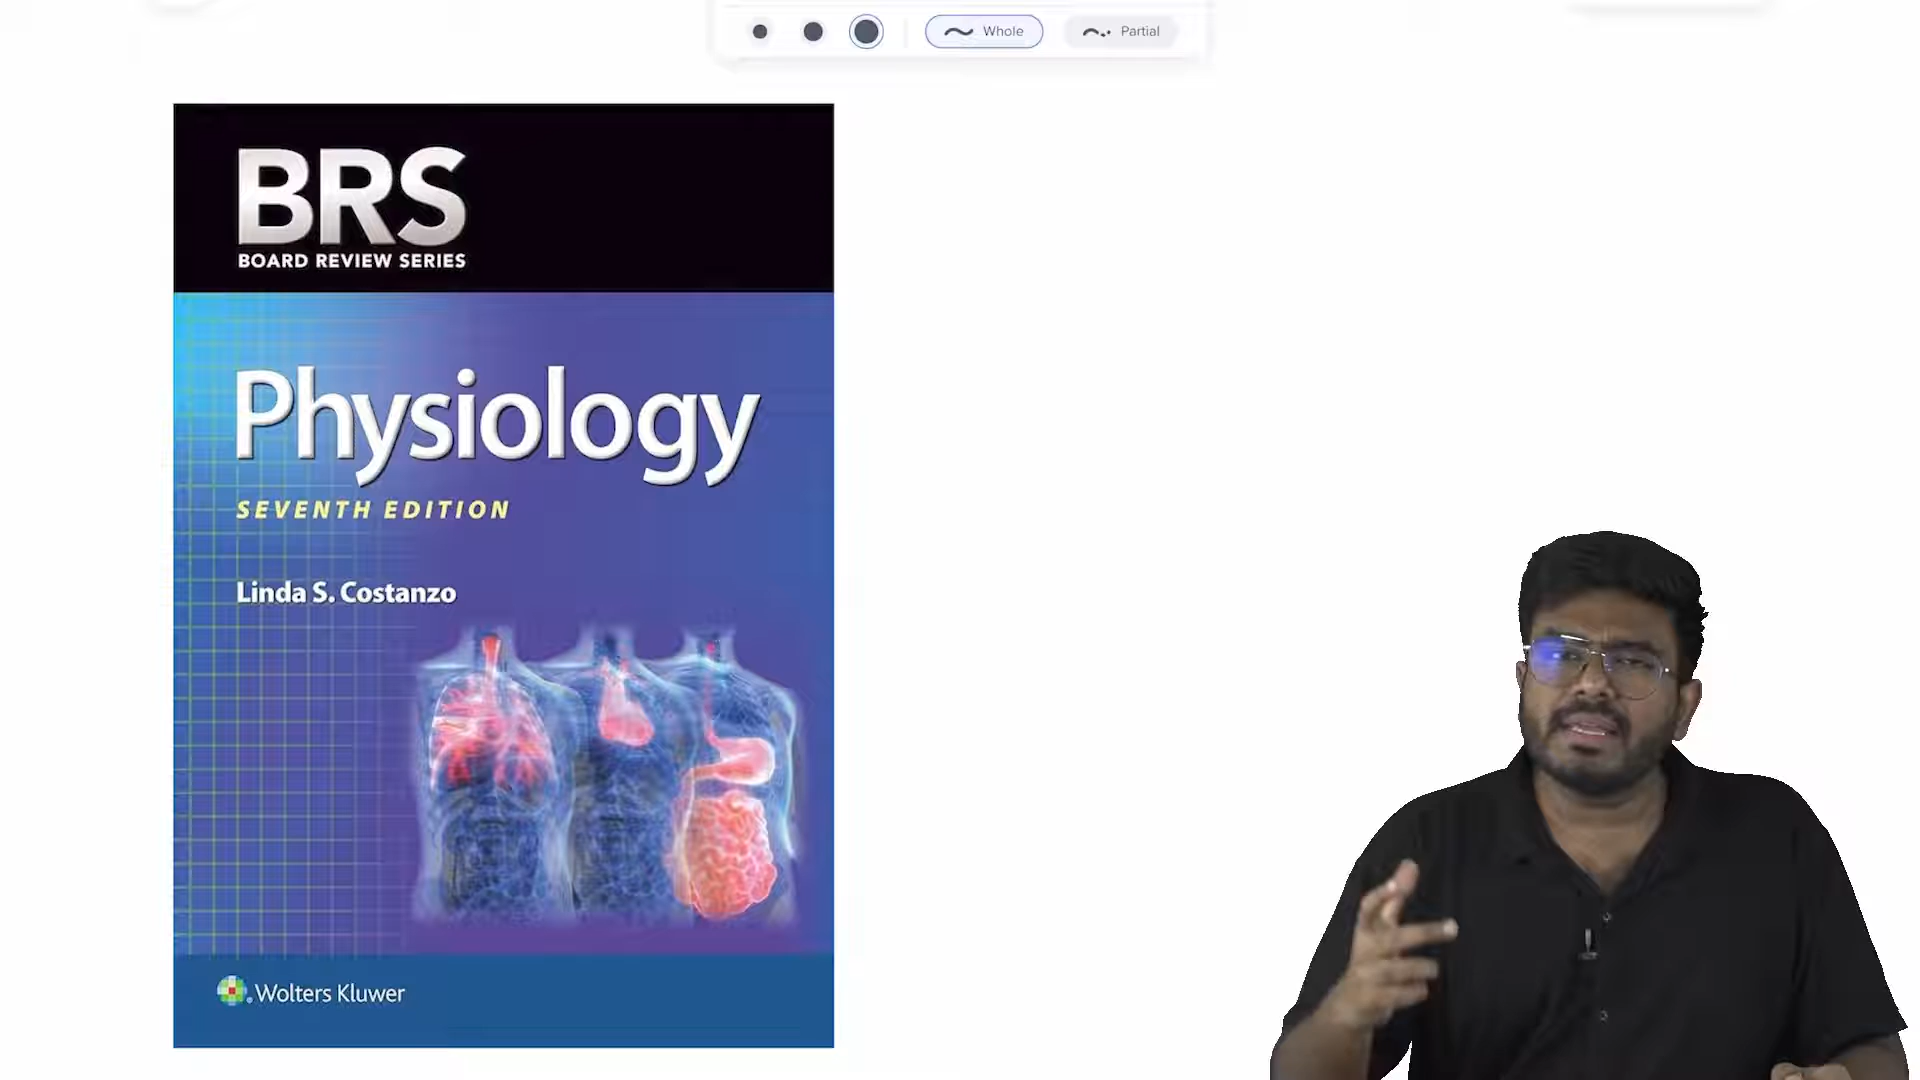 Whole
Partial
BRS
BOARD REVIEW SERIES
Physiology
SEVENTH EDITION
Linda S. Costanzo
Wolters Kluwer